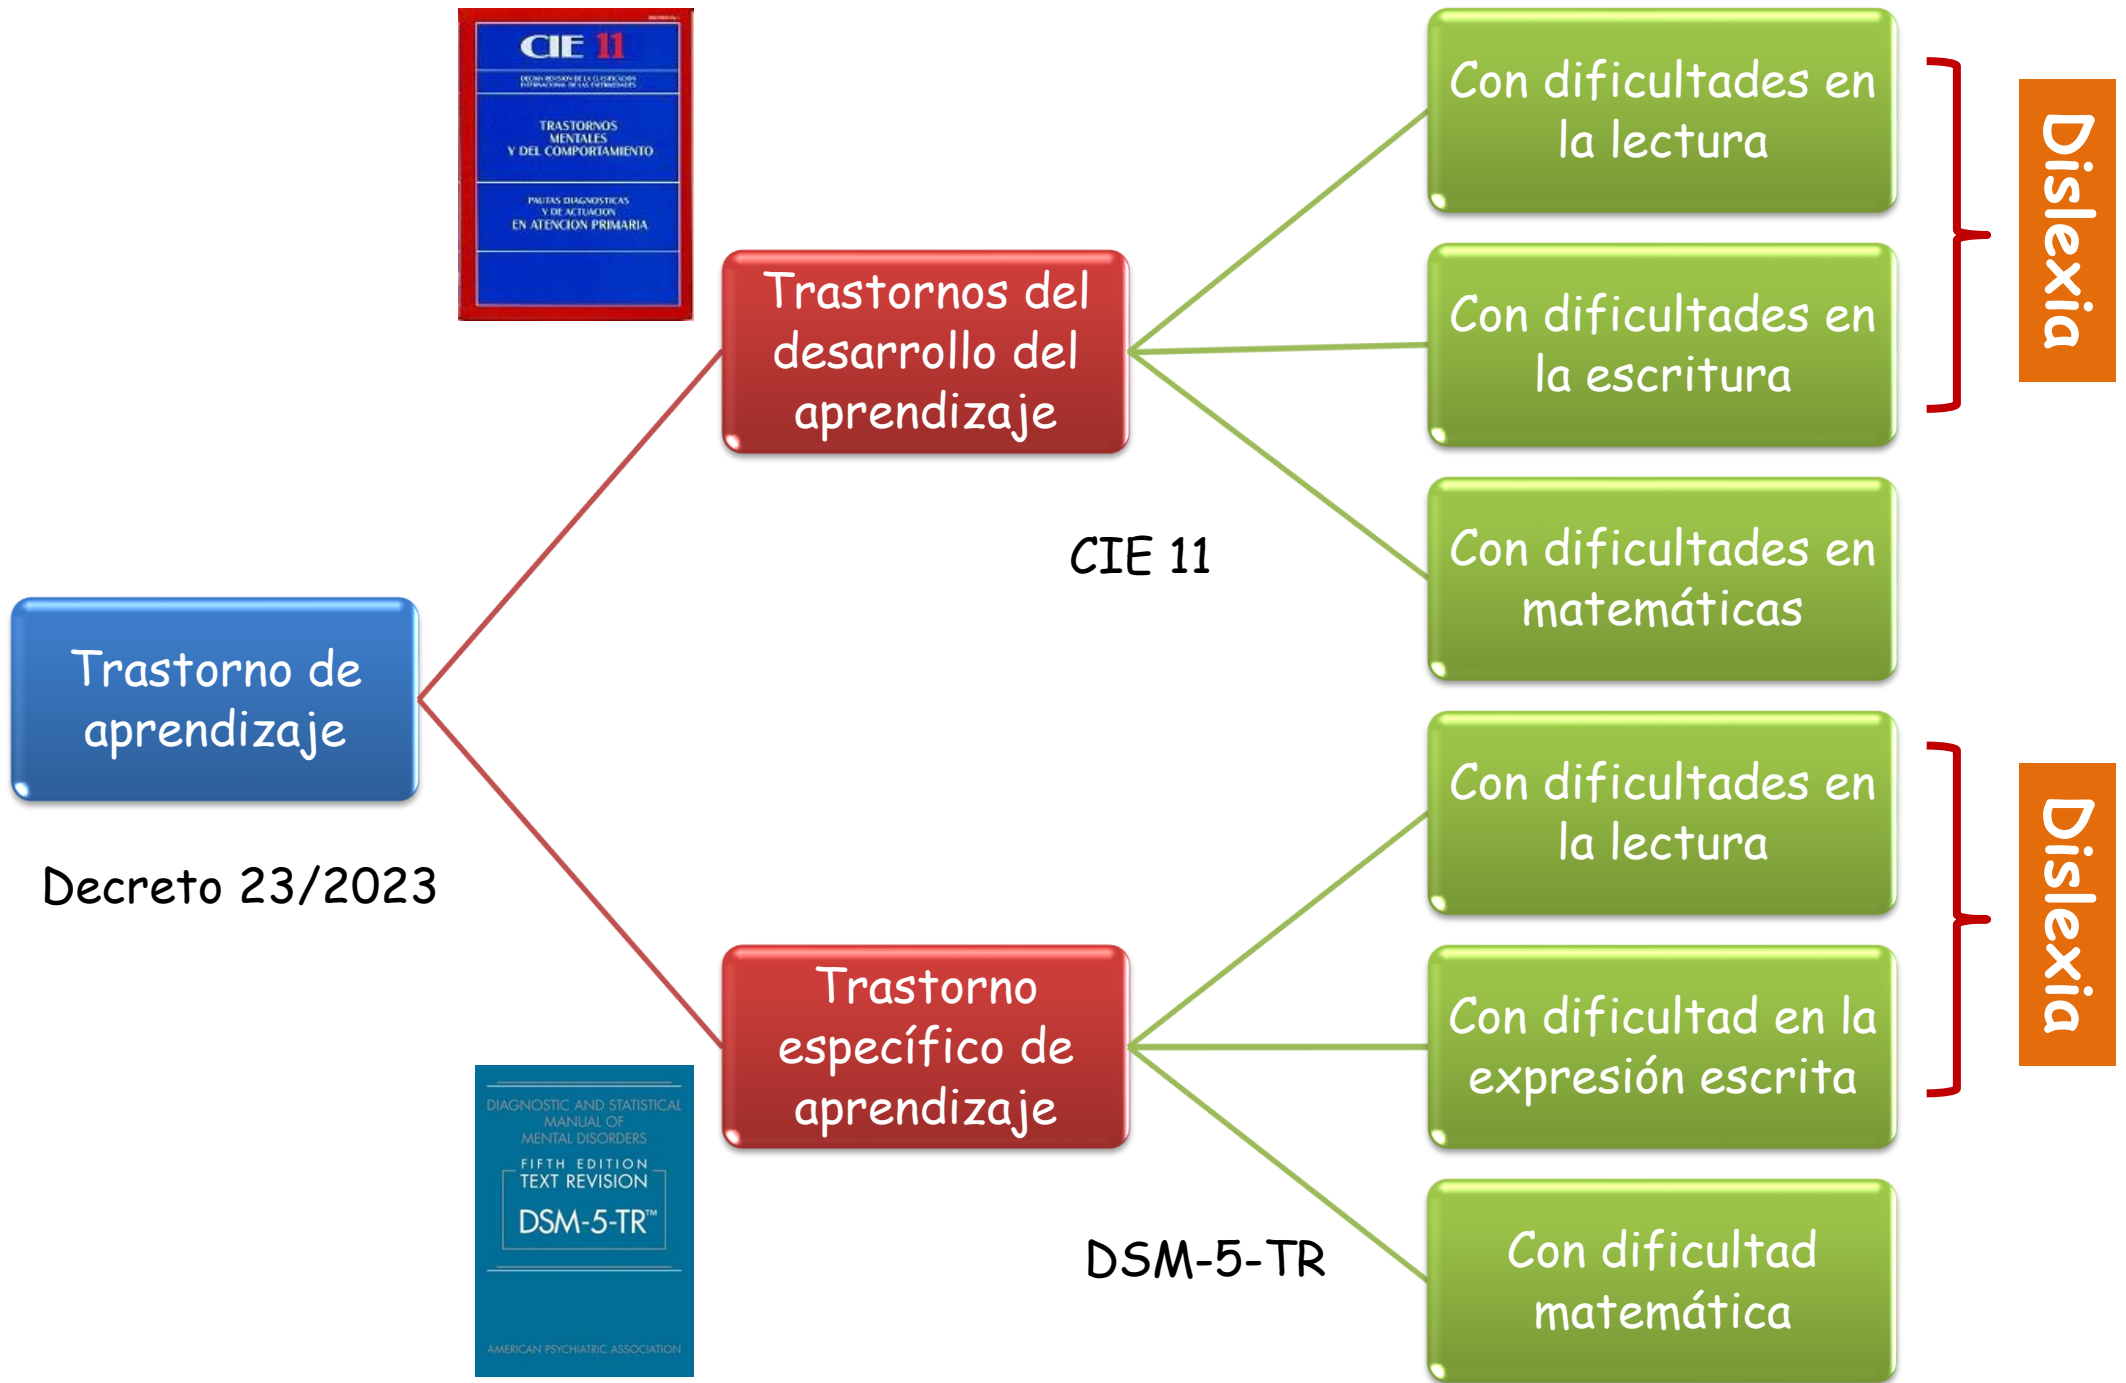 CIE 11
TRASTORNOS
MENTALES
Y DEL COMPORTAMIENTO
PAUTAS DIAGNOSTICAS
Y DE ACTUACION
EN ATENCION PRIMARIA
Trastorno de
aprendizaje
Decreto 23/2023
Trastornos del
desarrollo del
aprendizaje
CIE 11
Con dificultades en
la lectura
Con dificultades en
la escritura
Con dificultades en
matemáticas
Dislexia
Trastorno
específico de
aprendizaje
DSM-5-TR
Con dificultades en
la lectura
Con dificultad en la
expresión escrita
Con dificultad
matemática
Dislexia
DIAGNOSTIC AND STATISTICAL
MANUAL OF
MENTAL DISORDERS
FIFTH EDITION
TEXT REVISION
DSM-5-TR™
AMERICAN PSYCHIATRIC ASSOCIATION